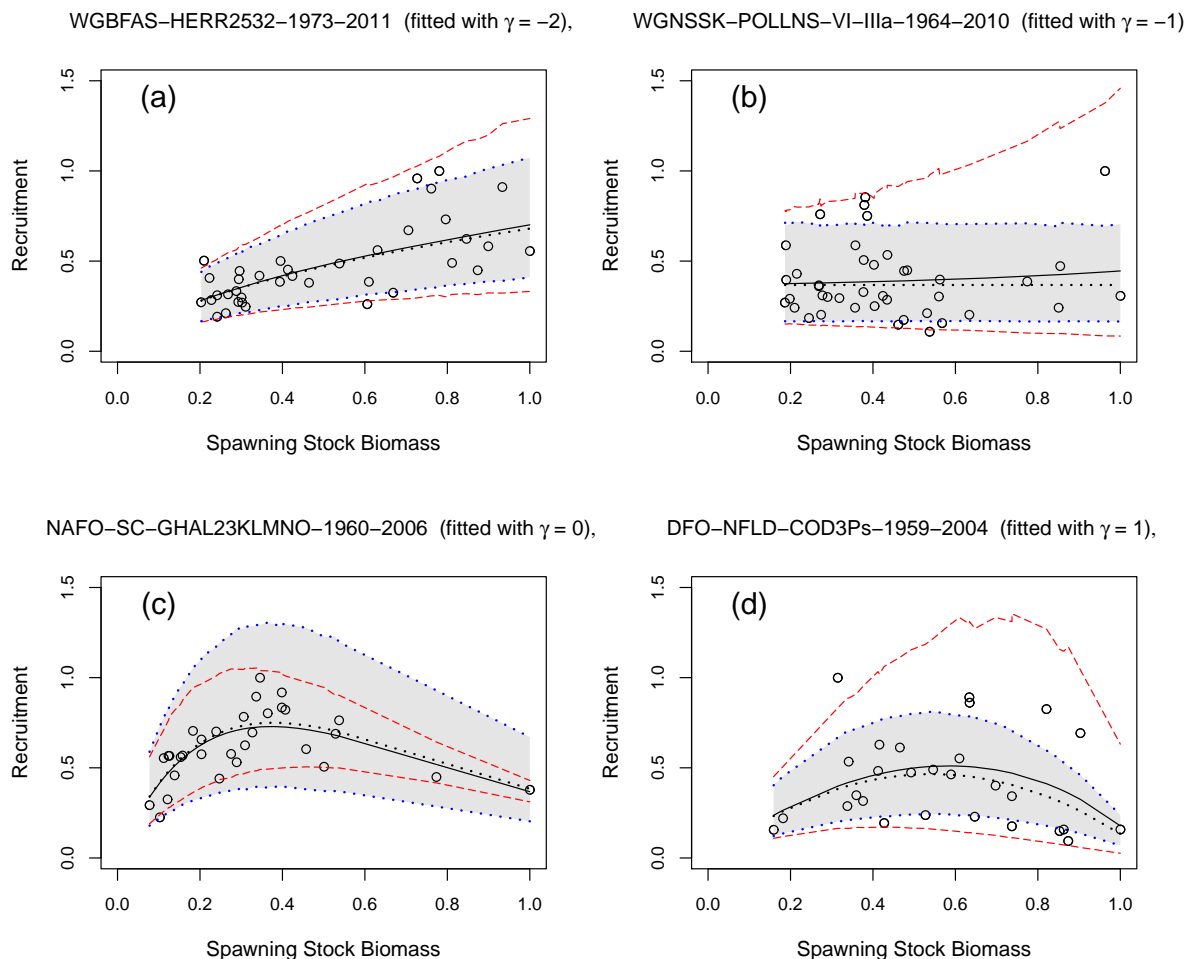 WGBFAS−HERR2532−1973−2011 (fitted with γ = −2),
WGNSSK−POLLNS−VI−IIIa−1964−2010 (fitted with γ = −1)
(a)
Recruitment
0.0 0.5 1.0 1.5
0.0 0.2 0.4 0.6 0.8 1.0
Spawning Stock Biomass
(b)
Recruitment
0.0 0.5 1.0 1.5
0.0 0.2 0.4 0.6 0.8 1.0
Spawning Stock Biomass
NAFO−SC−GHAL23KLMNO−1960−2006 (fitted with γ = 0),
DFO−NFLD−COD3Ps−1959−2004 (fitted with γ = 1),
(c)
Recruitment
0.0 0.5 1.0 1.5
0.0 0.2 0.4 0.6 0.8 1.0
Spawning Stock Biomass
(d)
Recruitment
0.0 0.5 1.0 1.5
0.0 0.2 0.4 0.6 0.8 1.0
Spawning Stock Biomass